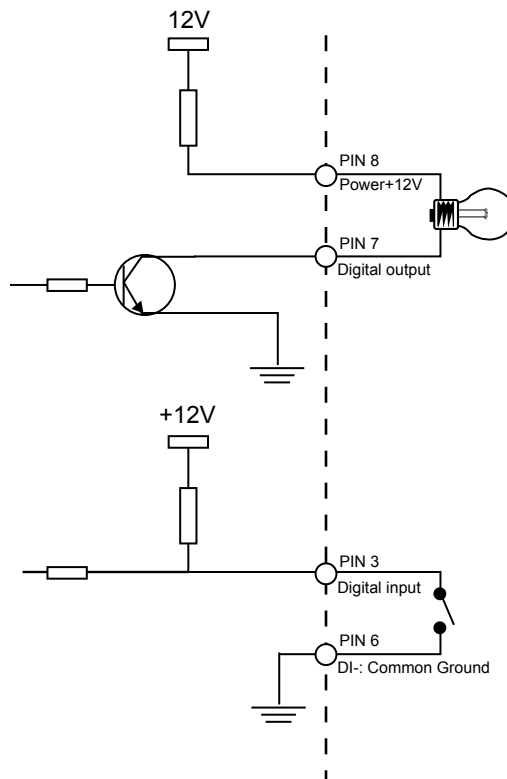 12V
PIN 8
Power+12V
PIN 7
Digital output
+12V
PIN 3
Digital input
PIN 6
DI-: Common Ground